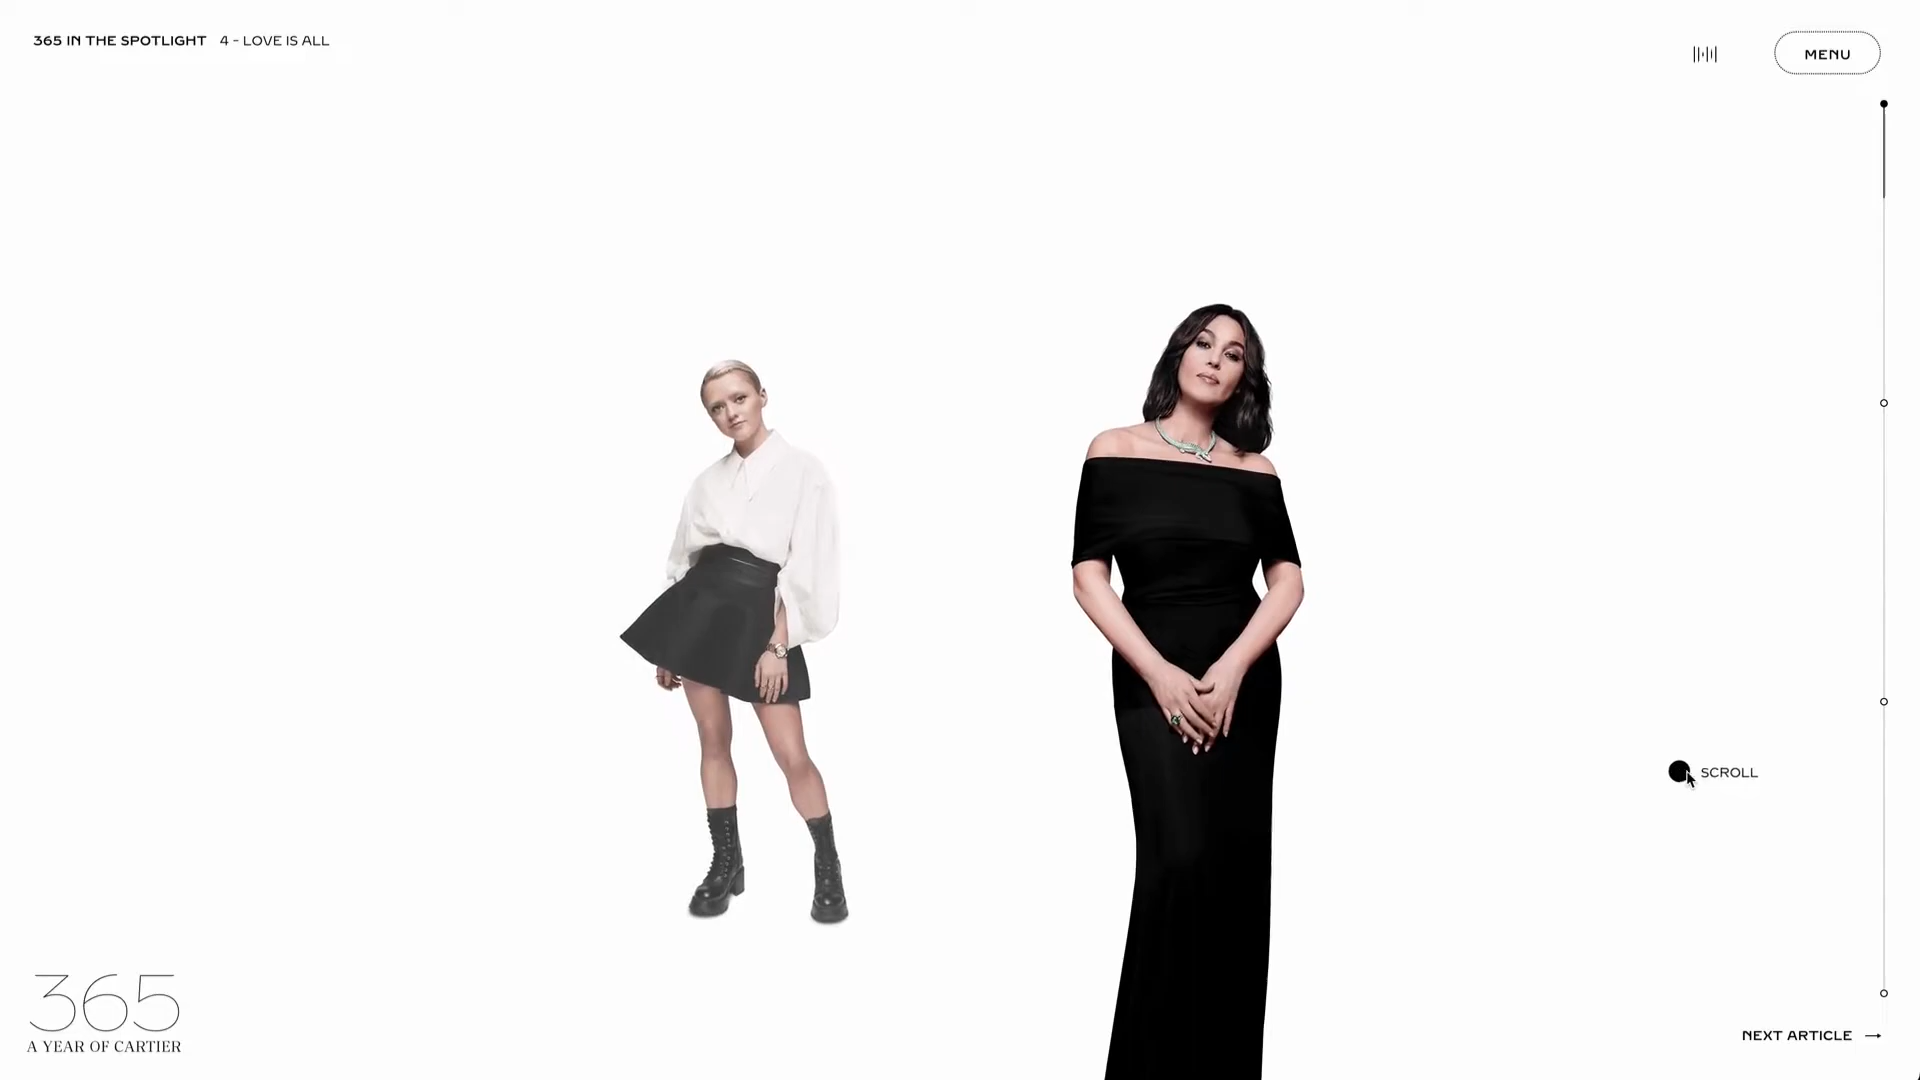 365 IN THE SPOTLIGHT 4 - LOVE IS ALL
MENU
SCROLL
365
A YEAR OF CARTIER
NEXT ARTICLE →